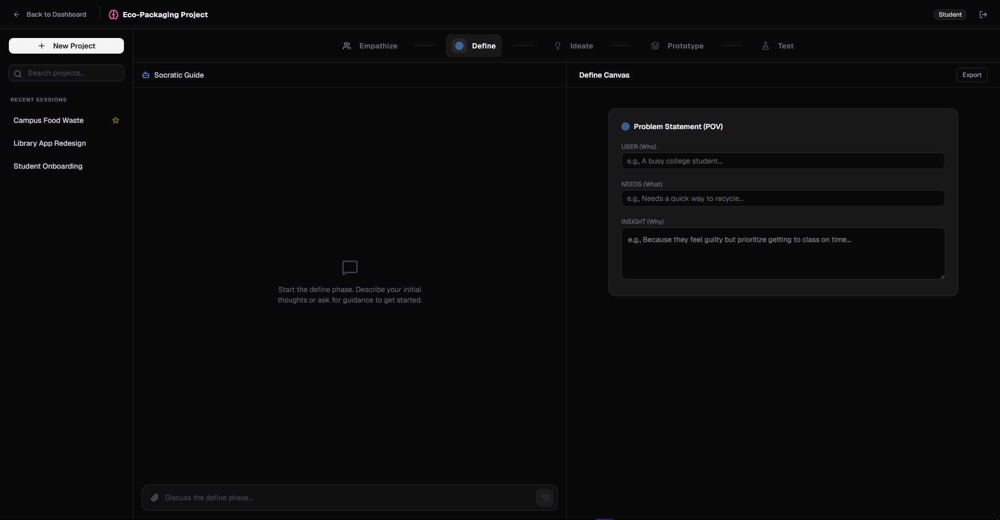 Back to Dashboard
Eco-Packaging Project
Student
New Project
Search projects...
RECENT SESSIONS
Campus Food Waste
Library App Redesign
Student Onboarding
Empathize
Define
Ideate
Prototype
Test
Socratic Guide
Start the define phase. Describe your initial
thoughts or ask for guidance to get started.
Discuss the define phase...
Define Canvas
Export
Problem Statement (POV)
USER (Who)
e.g., A busy college student...
NEEDS (What)
e.g., Needs a quick way to recycle...
INSIGHT (Why)
e.g., Because they feel guilty but prioritize getting to class on time...